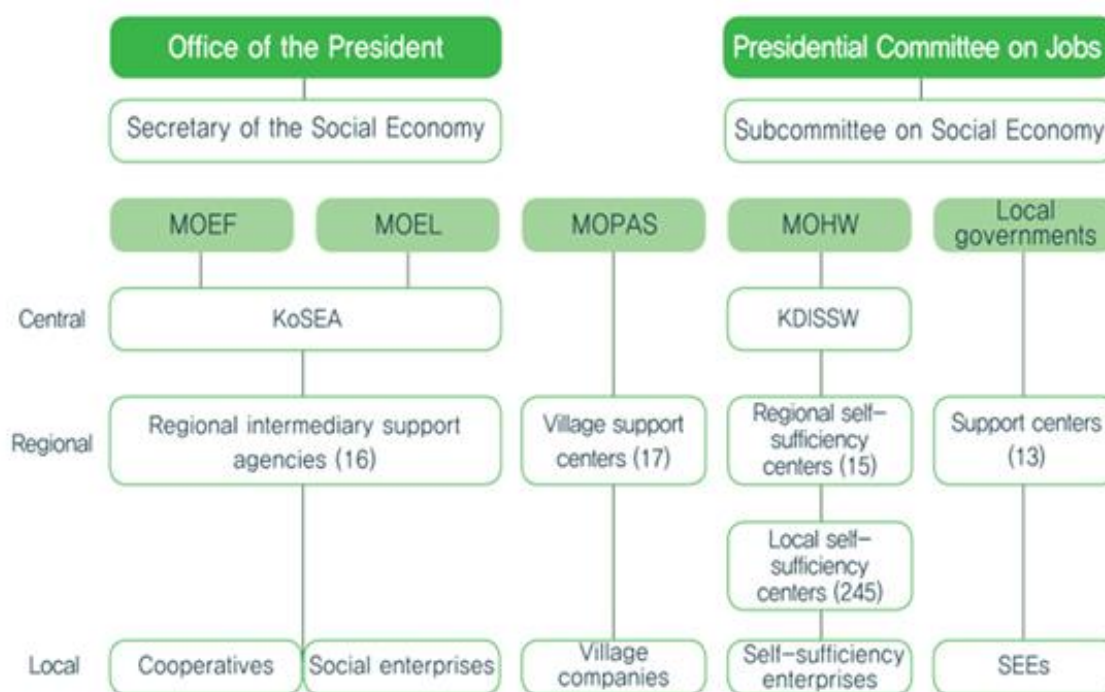 Office of the President
Presidential Committee on Jobs
Secretary of the Social Economy
Subcommittee on Social Economy
MOEF
MOEL
MOPAS
MOHW
Local
governments
Central
KoSEA
KDISSW
Regional
Regional intermediary support
agencies (16)
Village support
centers (17)
Regional self-
sufficiency
centers (15)
Support centers
(13)
Local self-
sufficiency
centers (245)
Local
Cooperatives
Social enterprises
Village
companies
Self-sufficiency
enterprises
SEEs